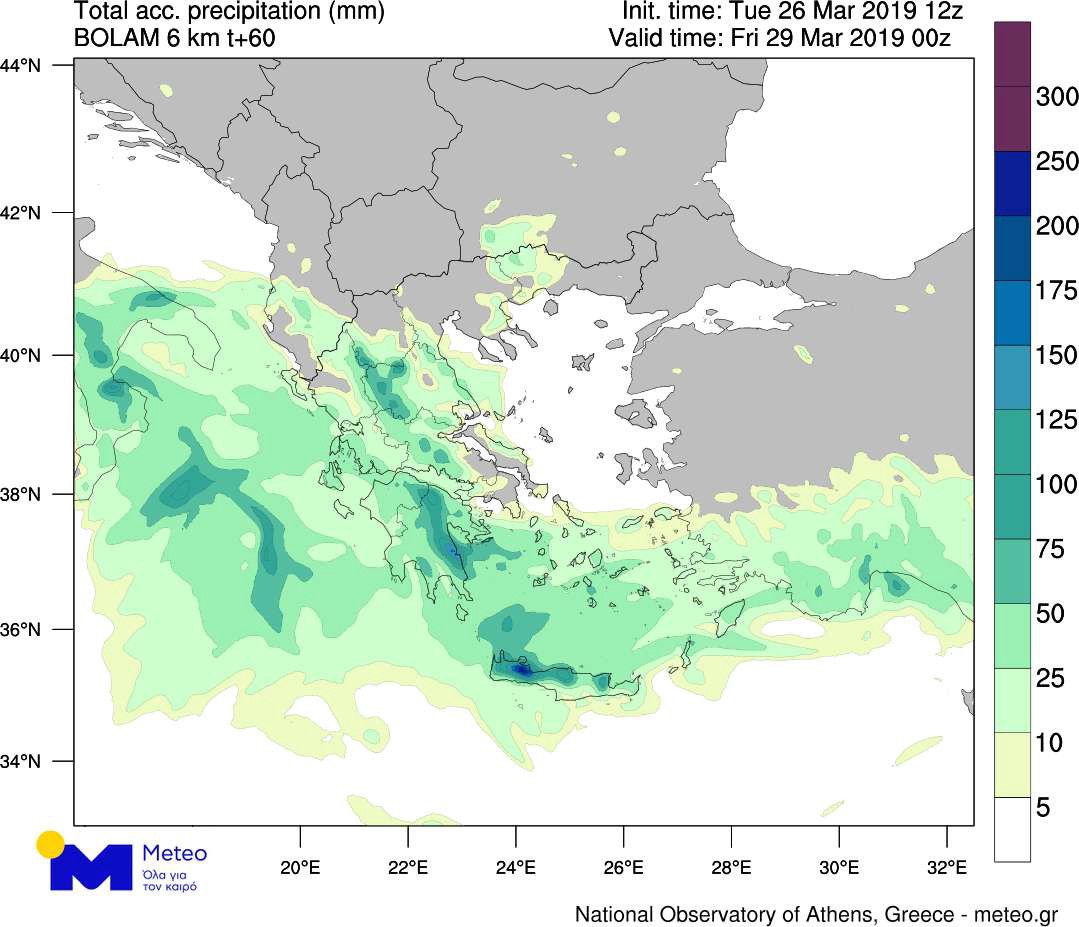 Total acc. precipitation (mm)
Init. time: Tue 26 Mar 2019 12z
BOLAM 6 km t+60
Valid time: Fri 29 Mar 2019 00z
44°N
42°N
40°N
38°N
36°N
34°N
300
250
200
175
150
125
100
75
50
25
10
5
20°E
22°E
24°E
26°E
28°E
30°E
32°E
Meteo
Όλα για
τον καιρό
National Observatory of Athens, Greece - meteo.gr